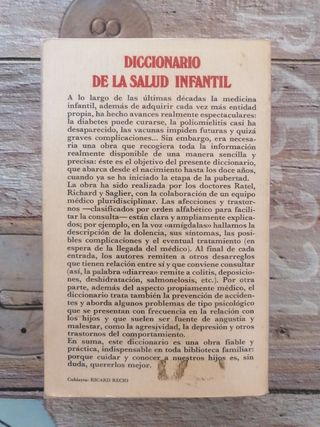 DICCIONARIO
DE LA SALUD INFANTIL
A lo largo de las últimas décadas la medicina
infantil, además de adquirir cada vez más entidad
propia, ha hecho avances realmente espectaculares:
la diabetes puede curarse, la poliomielitis casi ha
desaparecido, las vacunas impiden futuras y quizá
graves complicaciones... Sin embargo, era nece-
saria una obra que recogiera toda la información
realmente disponible de una manera sencilla y
precisa: éste es el objetivo del presente diccionario,
que abarca desde el nacimiento hasta los doce años,
cuando ya se ha iniciado la etapa de la pubertad.
La obra ha sido realizada por los doctores Ratel,
Richard y Saglier, con la colaboración de un equipo
médico pluridisciplinar. Las afecciones y trastor-
nos —clasificados por orden alfabético para facili-
tar la consulta— están clara y ampliamente explica-
dos; por ejemplo, en la voz «amígdalas» hallamos
la descripción de la dolencia, sus síntomas, las po-
sibles complicaciones y el eventual tratamiento (en
espera de la llegada del médico). Al final de cada
entrada, los autores remiten a otros desarreglos
que tienen relación entre sí y que conviene consultar
(así, la palabra «diarrea» remite a colitis, deposicio-
nes, deshidratación, salmonelosis, etc.). Por otra
parte, además del aspecto propiamente médico, el
diccionario trata también la prevención de acciden-
tes y aborda algunos problemas de tipo psicológico
que se presentan con frecuencia en la relación con
los hijos y que suelen ser fuente de angustia y
malestar, como la agresividad, la depresión y otros
trastornos del comportamiento.
En suma, este diccionario es una obra fiable y
práctica, indispensable en toda biblioteca familiar:
porque cuidar y conocer a nuestros hijos es, sin
duda, quererlos mejor.
Cubierta: RICARD RECIO